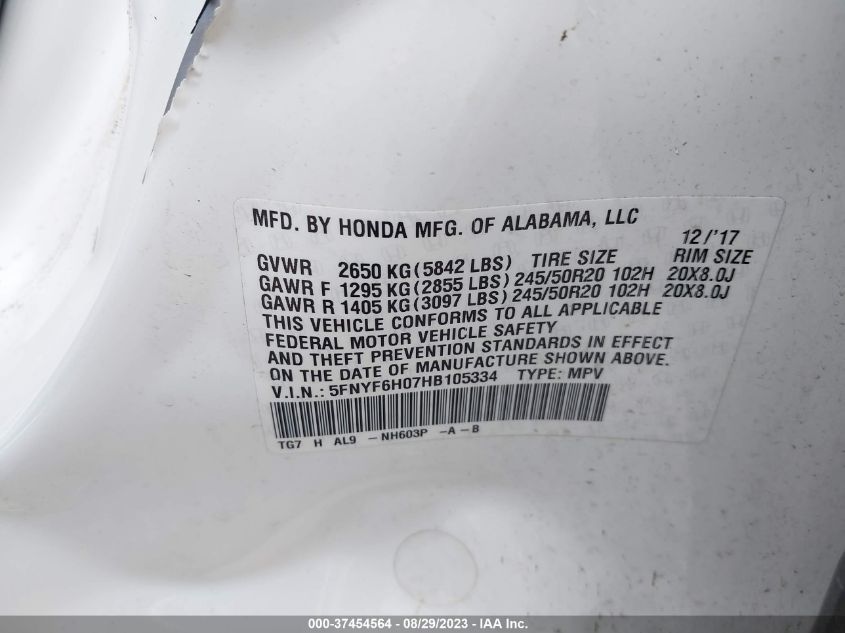 MFD. BY HONDA MFG. OF ALABAMA, LLC
12/'17
GVWR 2650 KG (5842 LBS) TIRE SIZE RIM SIZE
GAWR F 1295 KG (2855 LBS) 245/50R20 102H 20X8.0J
GAWR R 1405 KG (3097 LBS) 245/50R20 102H 20X8.0J
THIS VEHICLE CONFORMS TO ALL APPLICABLE
FEDERAL MOTOR VEHICLE SAFETY
AND THEFT PREVENTION STANDARDS IN EFFECT
ON THE DATE OF MANUFACTURE SHOWN ABOVE.
V.I.N.: 5FNYF6H07HB105334 TYPE: MPV
TG7 H AL9 -NH603P -A-B
000-37454564 | 08/29/2023 - IAA Inc.